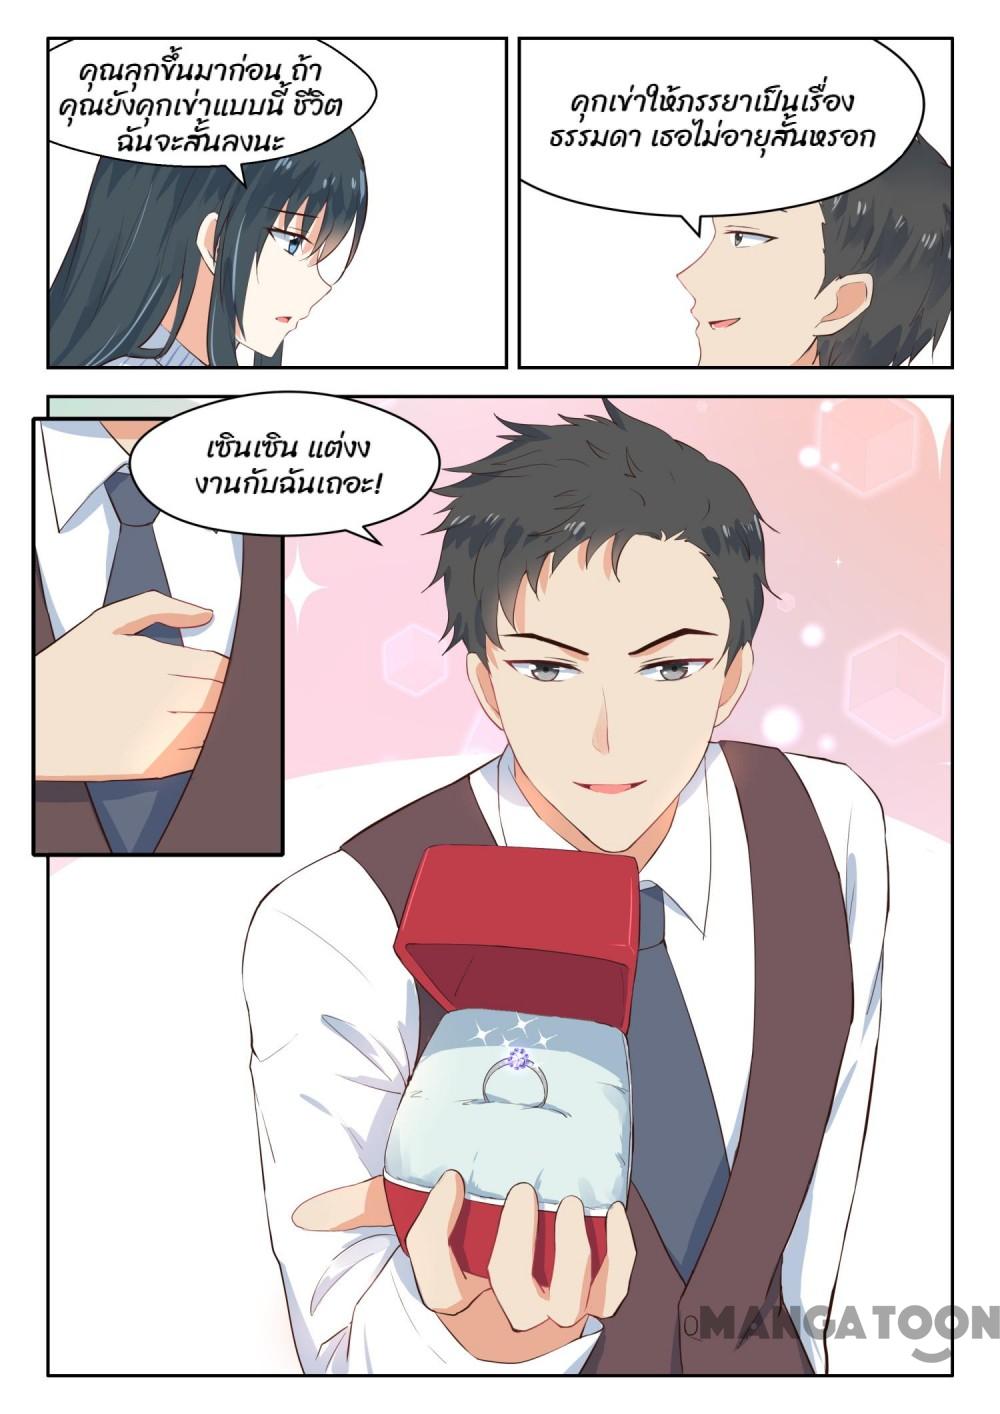 คุณลุกขึ้นมาก่อน ถ้า
คุณยังคุกเข่าแบบนี้ ชีวิต
ฉันจะสั้นลงนะ
คุกเข่าให้ภรรยาเป็นเรื่อง
ธรรมดา เธอไม่อายุสั้นหรอก
เซินเซิน แต่งง
งานกับฉันเถอะ!
MANGATOON